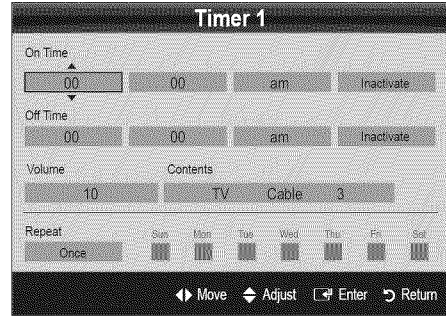 Timer 1
On Time
00 00 am Inactivate
Off Time
00 00 am Inactivate
Volume Contents
10 TV Cable 3
Repeat Sun Mon Tue Wed Thu Fri Sat
Once
Move Adjust Enter Return